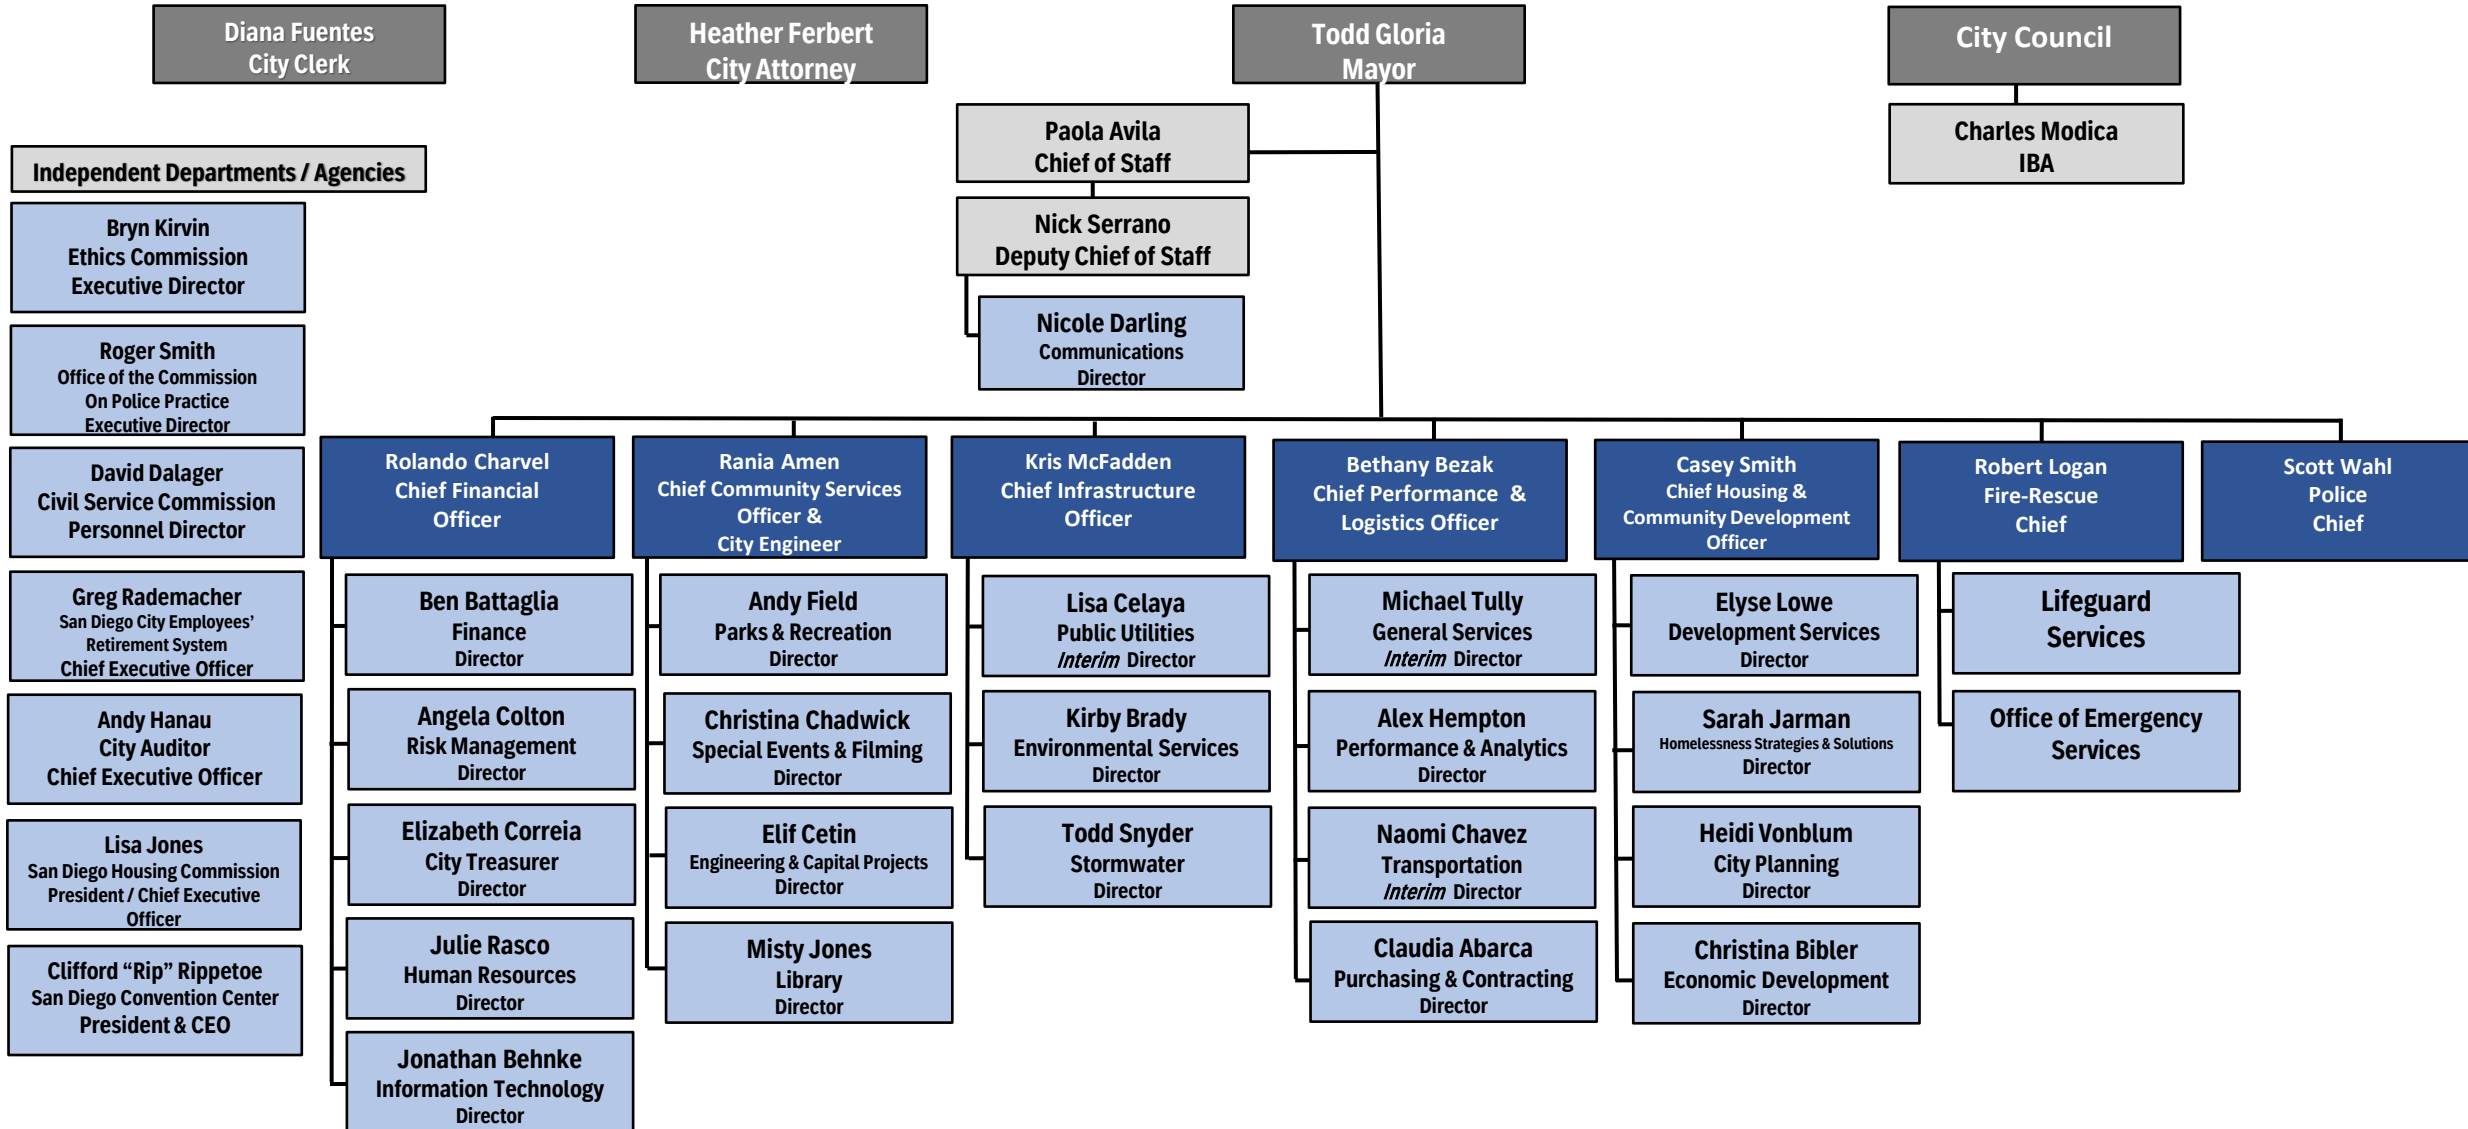 Diana Fuentes
City Clerk
Heather Ferbert
City Attorney
Todd Gloria
Mayor
City Council
Paola Avila
Chief of Staff
Charles Modica
IBA
Nick Serrano
Deputy Chief of Staff
Nicole Darling
Communications
Director
Independent Departments / Agencies
Bryn Kirvin
Ethics Commission
Executive Director
Roger Smith
Office of the Commission
On Police Practice
Executive Director
David Dalager
Civil Service Commission
Personnel Director
Greg Rademacher
San Diego City Employees’
Retirement System
Chief Executive Officer
Andy Hanau
City Auditor
Chief Executive Officer
Lisa Jones
San Diego Housing Commission
President / Chief Executive
Officer
Clifford “Rip” Rippetoe
San Diego Convention Center
President & CEO
Rolando Charvel
Chief Financial
Officer
Ben Battaglia
Finance
Director
Angela Colton
Risk Management
Director
Elizabeth Correia
City Treasurer
Director
Julie Rasco
Human Resources
Director
Jonathan Behnke
Information Technology
Director
Rania Amen
Chief Community Services
Officer &
City Engineer
Andy Field
Parks & Recreation
Director
Christina Chadwick
Special Events & Filming
Director
Elif Cetin
Engineering & Capital Projects
Director
Misty Jones
Library
Director
Kris McFadden
Chief Infrastructure
Officer
Lisa Celaya
Public Utilities
Interim Director
Kirby Brady
Environmental Services
Director
Todd Snyder
Stormwater
Director
Bethany Bezak
Chief Performance &
Logistics Officer
Michael Tully
General Services
Interim Director
Alex Hempton
Performance & Analytics
Director
Naomi Chavez
Transportation
Interim Director
Claudia Abarca
Purchasing & Contracting
Director
Casey Smith
Chief Housing &
Community Development
Officer
Elyse Lowe
Development Services
Director
Sarah Jarman
Homelessness Strategies & Solutions
Director
Heidi Vonblum
City Planning
Director
Christina Bibler
Economic Development
Director
Robert Logan
Fire-Rescue
Chief
Lifeguard
Services
Office of Emergency
Services
Scott Wahl
Police
Chief